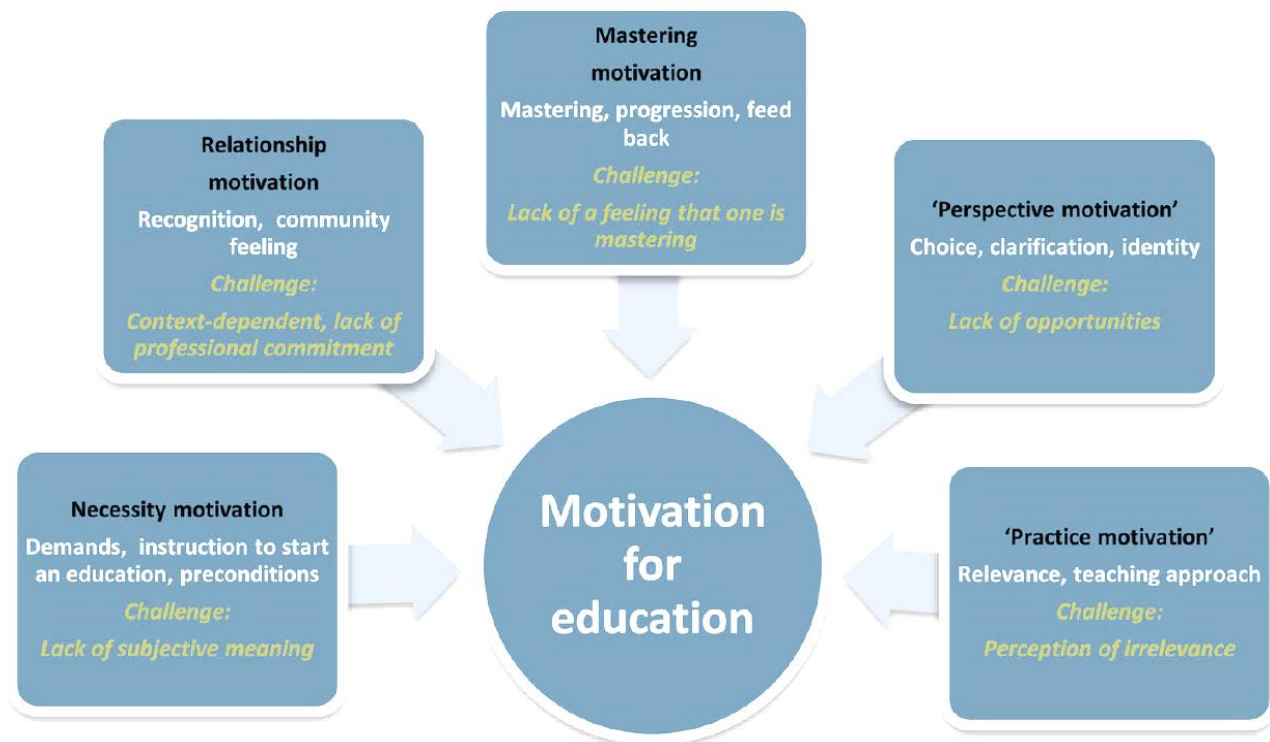 Mastering
motivation
Mastering, progression, feed
back
Challenge:
Lack of a feeling that one is
mastering
Relationship
motivation
Recognition, community
feeling
Challenge:
Context-dependent, lack of
professional commitment
‘Perspective motivation’
Choice, clarification, identity
Challenge:
Lack of opportunities
Necessity motivation
Demands, instruction to start
an education, preconditions
Challenge:
Lack of subjective meaning
Motivation
for
education
‘Practice motivation’
Relevance, teaching approach
Challenge:
Perception of irrelevance